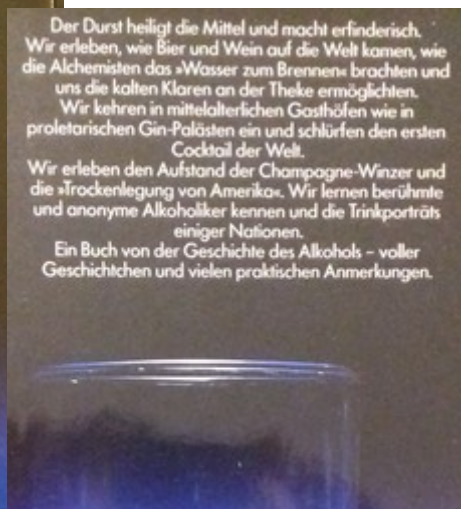 Der Durst heiligt die Mittel und macht erfinderisch.
Wir erleben, wie Bier und Wein auf die Welt kamen, wie
die Alchemisten das »Wasser zum Brennen« brachten und
uns die kalten Klaren an der Theke ermöglichten.
Wir kehren in mittelalterlichen Gasthöfen wie in
proletarischen Gin-Palästen ein und schlürfen den ersten
Cocktail der Welt.
Wir erleben den Aufstand der Champagne-Winzer und
die »Trockenlegung von Amerika«. Wir lernen berühmte
und anonyme Alkoholiker kennen und die Trinkporträts
einiger Nationen.
Ein Buch von der Geschichte des Alkohols – voller
Geschichtchen und vielen praktischen Anmerkungen.